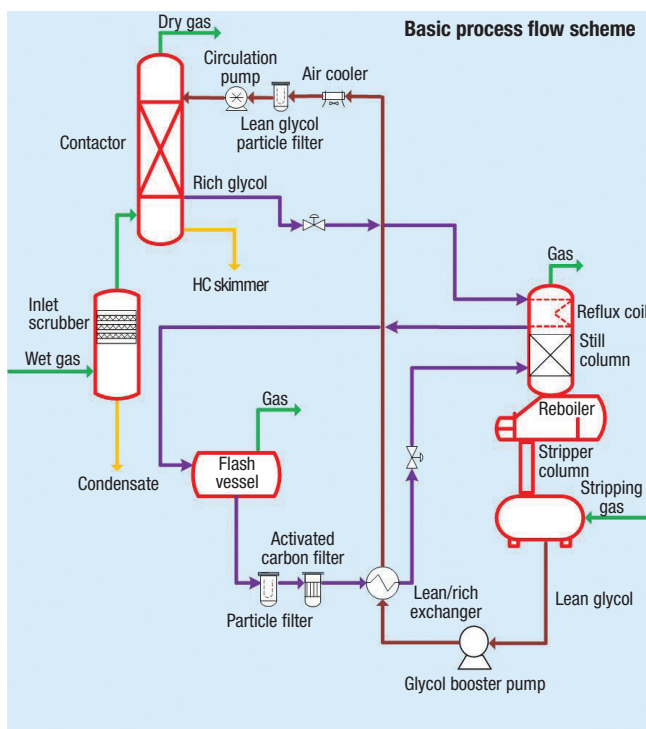 Basic process flow scheme
Dry gas
Circulation
pump
Air cooler
Lean glycol
particle filter
Contactor
Rich glycol
HC skimmer
Gas
Inlet
scrubber
Reflux coil
Still
column
Wet gas
Reboiler
Gas
Flash
vessel
Stripper
column
Condensate
Stripping
gas
Activated
carbon filter
Lean/rich
exchanger
Lean glycol
Particle filter
Glycol booster pump